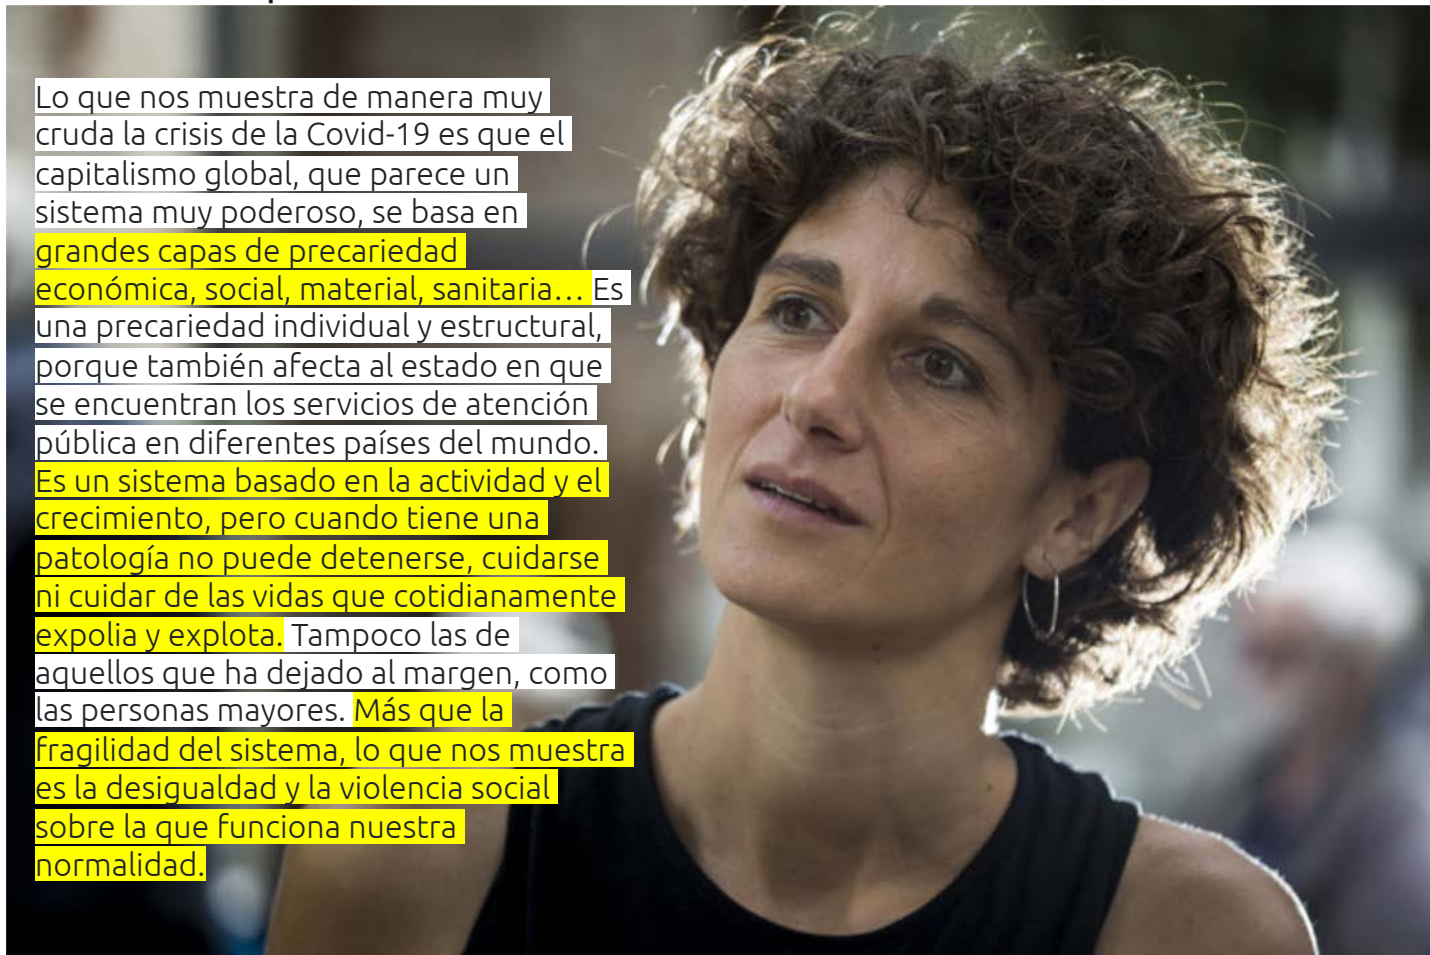 Lo que nos muestra de manera muy
cruda la crisis de la Covid-19 es que el
capitalismo global, que parece un
sistema muy poderoso, se basa en
grandes capas de precariedad
económica, social, material, sanitaria… Es
una precariedad individual y estructural,
porque también afecta al estado en que
se encuentran los servicios de atención
pública en diferentes países del mundo.
Es un sistema basado en la actividad y el
crecimiento, pero cuando tiene una
patología no puede detenerse, cuidarse
ni cuidar de las vidas que cotidianamente
expolia y explota. Tampoco las de
aquellos que ha dejado al margen, como
las personas mayores. Más que la
fragilidad del sistema, lo que nos muestra
es la desigualdad y la violencia social
sobre la que funciona nuestra
normalidad.